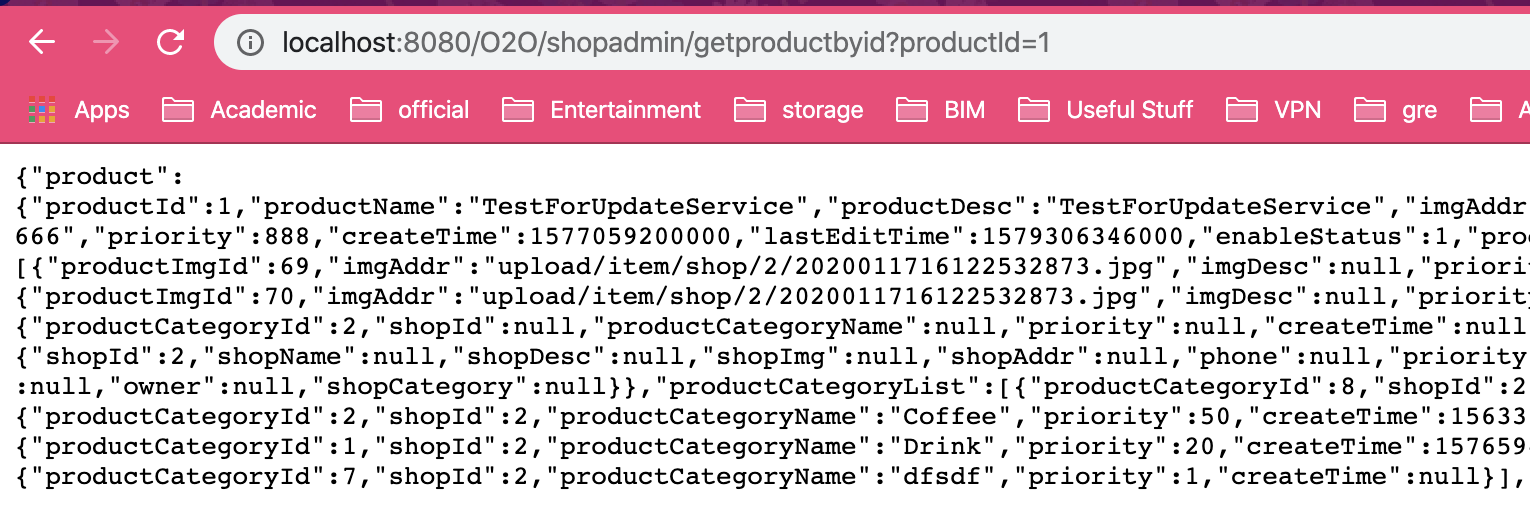 localhost:8080/O2O/shopadmin/getproductbyid?productId=1
Apps Academic official Entertainment storage BIM Useful Stuff VPN gre A
{"product":
{"productId":1,"productName":"TestForUpdateService","productDesc":"TestForUpdateService","imgAddr
666","priority":888,"createTime":1577059200000,"lastEditTime":1579306346000,"enableStatus":1,"pro
[{"productImgId":69,"imgAddr":"upload/item/shop/2/2020011716122532873.jpg","imgDesc":null,"priori
{"productImgId":70,"imgAddr":"upload/item/shop/2/2020011716122532873.jpg","imgDesc":null,"priorit
{"productCategoryId":2,"shopId":null,"productCategoryName":null,"priority":null,"createTime":null
{"shopId":2,"shopName":null,"shopDesc":null,"shopImg":null,"shopAddr":null,"phone":null,"priority
:null,"owner":null,"shopCategory":null}},"productCategoryList":[{"productCategoryId":8,"shopId":2
{"productCategoryId":2,"shopId":2,"productCategoryName":"Coffee","priority":50,"createTime":15633
{"productCategoryId":1,"shopId":2,"productCategoryName":"Drink","priority":20,"createTime":157659
{"productCategoryId":7,"shopId":2,"productCategoryName":"dfsdf","priority":1,"createTime":null}],